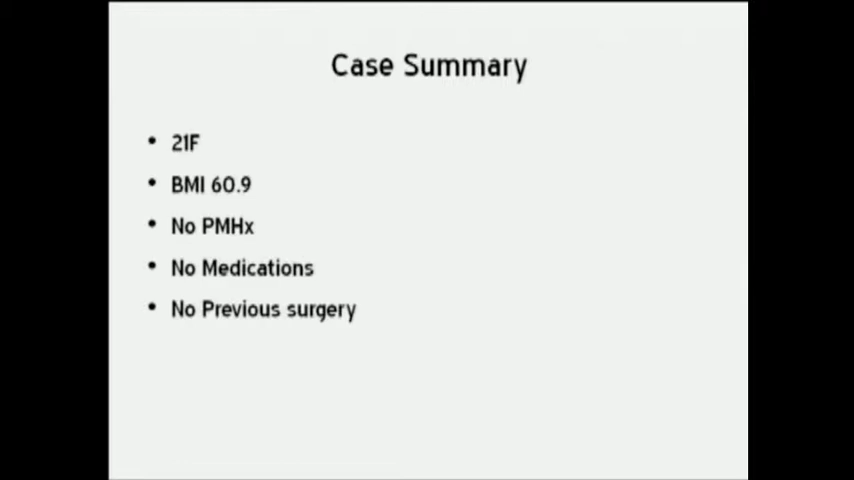 Case Summary
• 21F
• BMI 60.9
• No PMHx
• No Medications
• No Previous surgery